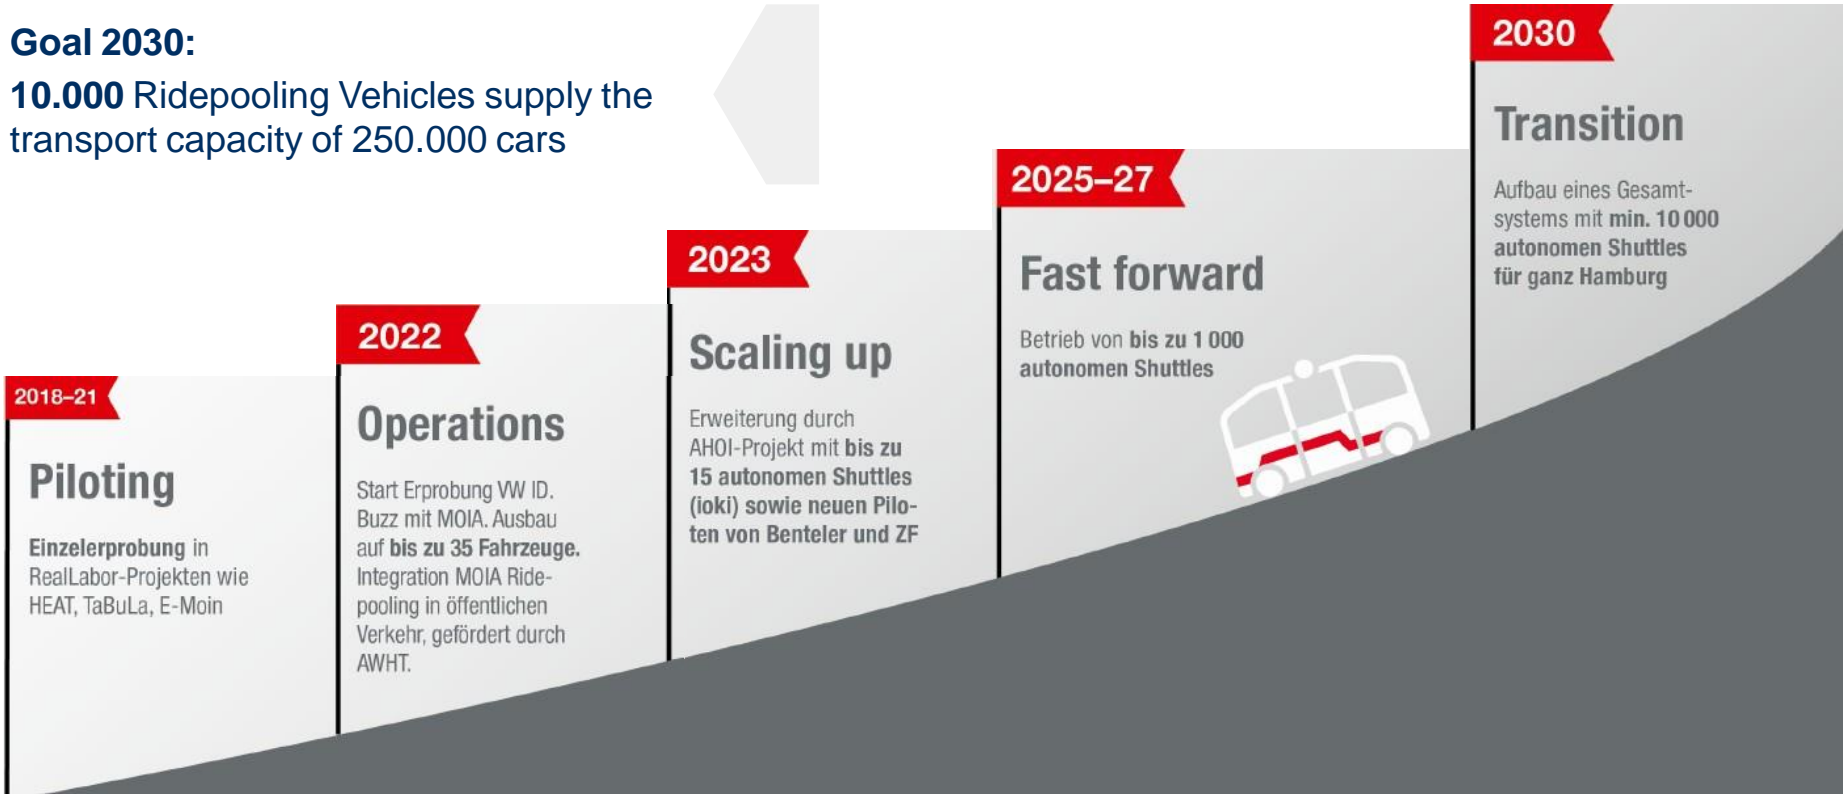 Goal 2030:
10.000 Ridepooling Vehicles supply the
transport capacity of 250.000 cars
2018–21
Piloting
Einzelerprobung in
RealLabor-Projekten wie
HEAT, TaBuLa, E-Moin
2022
Operations
Start Erprobung VW ID.
Buzz mit MOIA. Ausbau
auf bis zu 35 Fahrzeuge.
Integration MOIA Ride-
pooling in öffentlichen
Verkehr, gefördert durch
AWHT.
2023
Scaling up
Erweiterung durch
AHOI-Projekt mit bis zu
15 autonomen Shuttles
(ioki) sowie neuen Pilo-
ten von Benteler und ZF
2025–27
Fast forward
Betrieb von bis zu 1 000
autonomen Shuttles
2030
Transition
Aufbau eines Gesamt-
systems mit min. 10 000
autonomen Shuttles
für ganz Hamburg